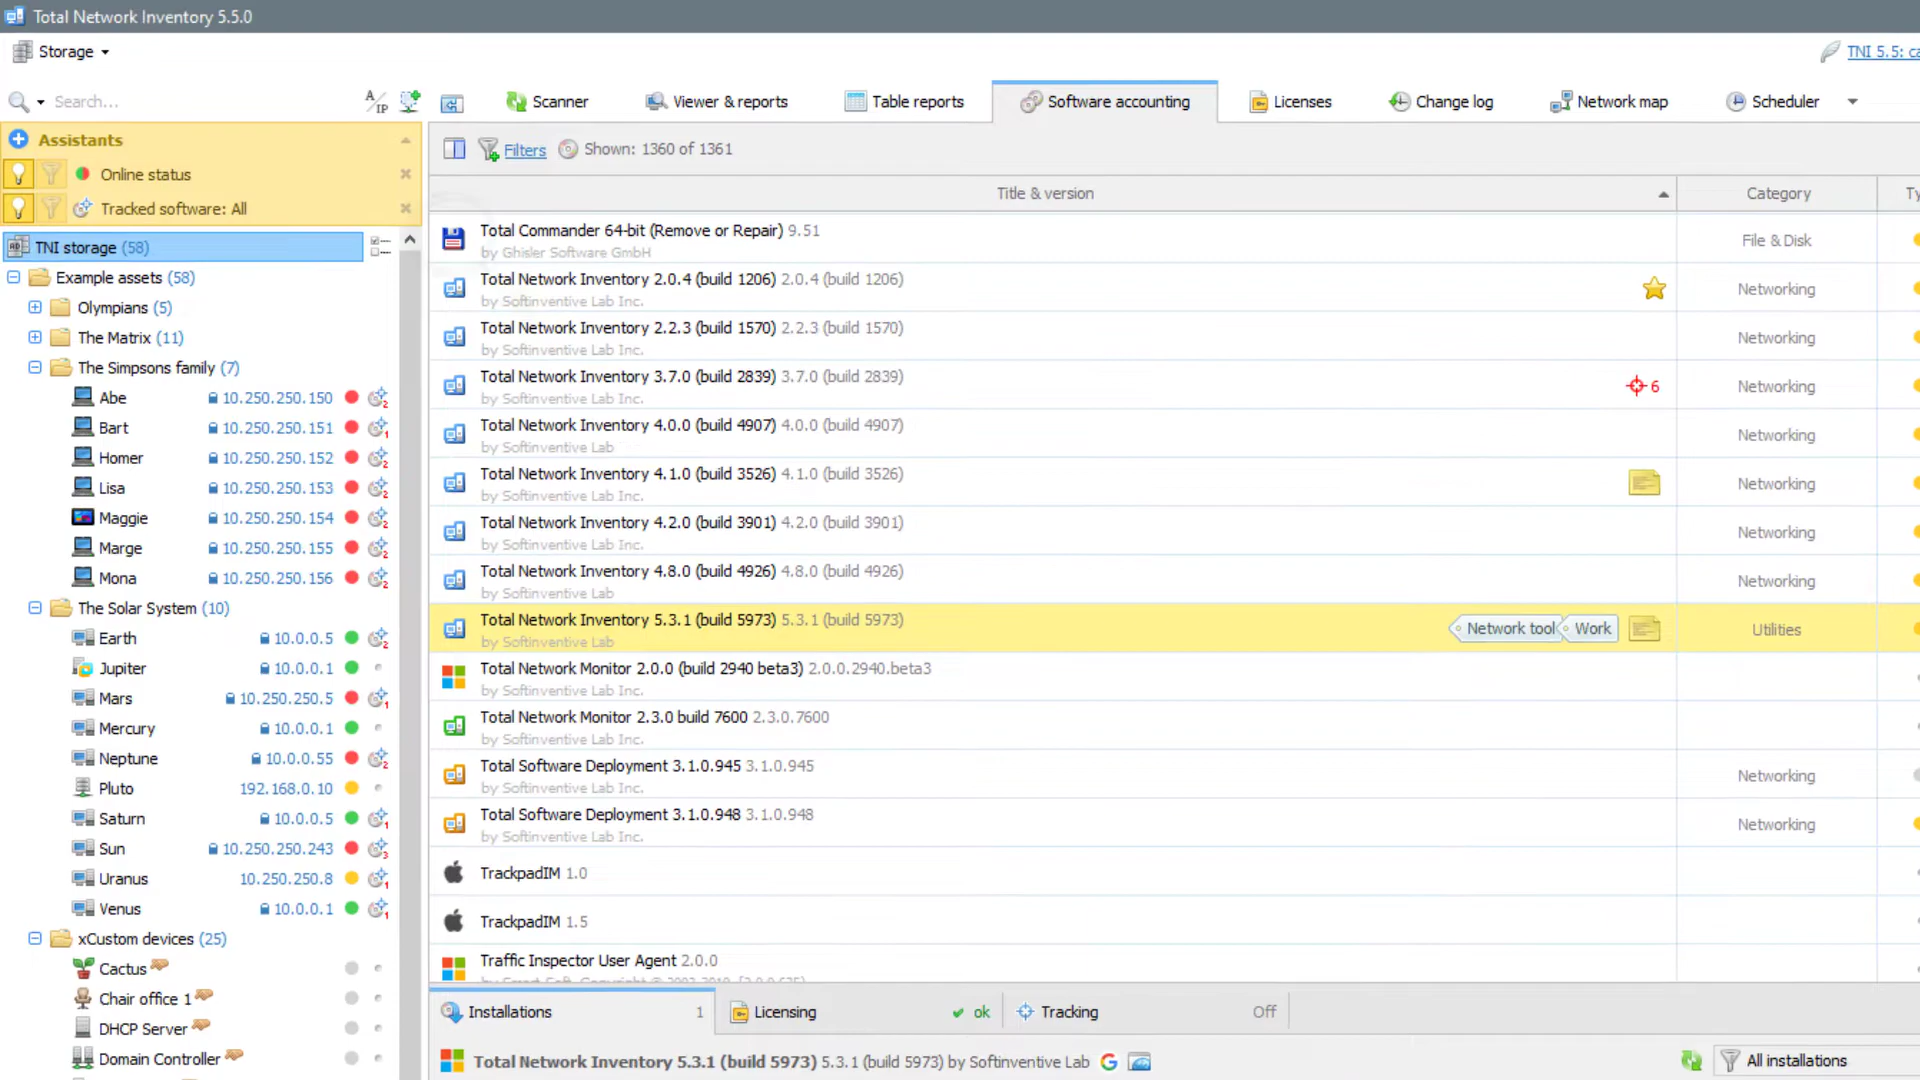 Total Network Inventory 5.5.0
Storage
TNI 5.5: ca
Search...
A/IP
Scanner
Viewer & reports
Table reports
Software accounting
Licenses
Change log
Network map
Scheduler
Assistants
Online status
Tracked software: All
Filters
Shown: 1360 of 1361
Title & version
Category
Ty
TNI storage (58)
Example assets (58)
Olympians (5)
The Matrix (11)
The Simpsons family (7)
Abe 10.250.250.150 2
Bart 10.250.250.151 1
Homer 10.250.250.152 2
Lisa 10.250.250.153 2
Maggie 10.250.250.154 2
Marge 10.250.250.155 2
Mona 10.250.250.156 2
The Solar System (10)
Earth 10.0.0.5 2
Jupiter 10.0.0.1
Mars 10.250.250.5 1
Mercury 10.0.0.1
Neptune 10.0.0.55 2
Pluto 192.168.0.10
Saturn 10.0.0.5 1
Sun 10.250.250.243 3
Uranus 10.250.250.8 1
Venus 10.0.0.1 1
xCustom devices (25)
Cactus
Chair office 1
DHCP Server
Domain Controller
Total Commander 64-bit (Remove or Repair) 9.51
by Ghisler Software GmbH
File & Disk
Total Network Inventory 2.0.4 (build 1206) 2.0.4 (build 1206)
by Softinventive Lab Inc.
Networking
Total Network Inventory 2.2.3 (build 1570) 2.2.3 (build 1570)
by Softinventive Lab Inc.
Networking
Total Network Inventory 3.7.0 (build 2839) 3.7.0 (build 2839)
by Softinventive Lab Inc.
6
Networking
Total Network Inventory 4.0.0 (build 4907) 4.0.0 (build 4907)
by Softinventive Lab
Networking
Total Network Inventory 4.1.0 (build 3526) 4.1.0 (build 3526)
by Softinventive Lab Inc.
Networking
Total Network Inventory 4.2.0 (build 3901) 4.2.0 (build 3901)
by Softinventive Lab Inc.
Networking
Total Network Inventory 4.8.0 (build 4926) 4.8.0 (build 4926)
by Softinventive Lab
Networking
Total Network Inventory 5.3.1 (build 5973) 5.3.1 (build 5973)
by Softinventive Lab
Network tool
Work
Utilities
Total Network Monitor 2.0.0 (build 2940 beta3) 2.0.0.2940.beta3
by Softinventive Lab Inc.
Total Network Monitor 2.3.0 build 7600 2.3.0.7600
by Softinventive Lab Inc.
Total Software Deployment 3.1.0.945 3.1.0.945
by Softinventive Lab Inc.
Networking
Total Software Deployment 3.1.0.948 3.1.0.948
by Softinventive Lab Inc.
Networking
TrackpadIM 1.0
TrackpadIM 1.5
Traffic Inspector User Agent 2.0.0
Installations 1
Licensing ok
Tracking Off
Total Network Inventory 5.3.1 (build 5973) 5.3.1 (build 5973) by Softinventive Lab
All installations